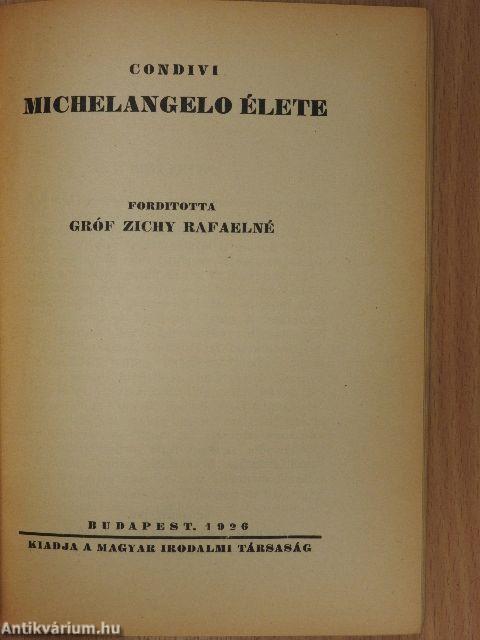 CONDIVI
MICHELANGELO ÉLETE
FORDITOTTA
GRÓF ZICHY RAFAELNÉ
BUDAPEST. 1926
KIADJA A MAGYAR IRODALMI TÁRSASÁG
Antikvárium.hu